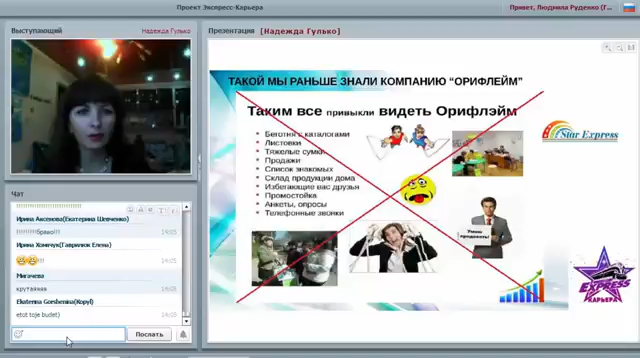 Проект Экспресс-Карьера
Привет, Людмила Руденко (Г...
Выступающий
Надежда Гулько
Чат
!!!!!!!!!!!!!!!!!!!!!!!!!!!!!!
Ирина Аксенова(Екатерина Шевченко)
!!!!!!!!браво!!!
14:05
Ирина Хомчук(Гаврилюк Елена)
14:05
Мигачева
крутаяяяя
14:05
Ekaterina Gorshenina(Kopyl)
etot toje budet)
14:05
Послать
Презентация
[Надежда Гулько]
ТАКОЙ МЫ РАНЬШЕ ЗНАЛИ КОМПАНИЮ “ОРИФЛЕЙМ”
Таким все привыкли видеть Орифлэйм
Беготня с каталогами
Листовки
Тяжелые сумки
Продажи
Список знакомых
Склад продукции дома
Избегающие вас друзья
Промостойка
Анкеты, опросы
Телефонные звонки
Star Express
EXPRESS
КАРЬЕРА